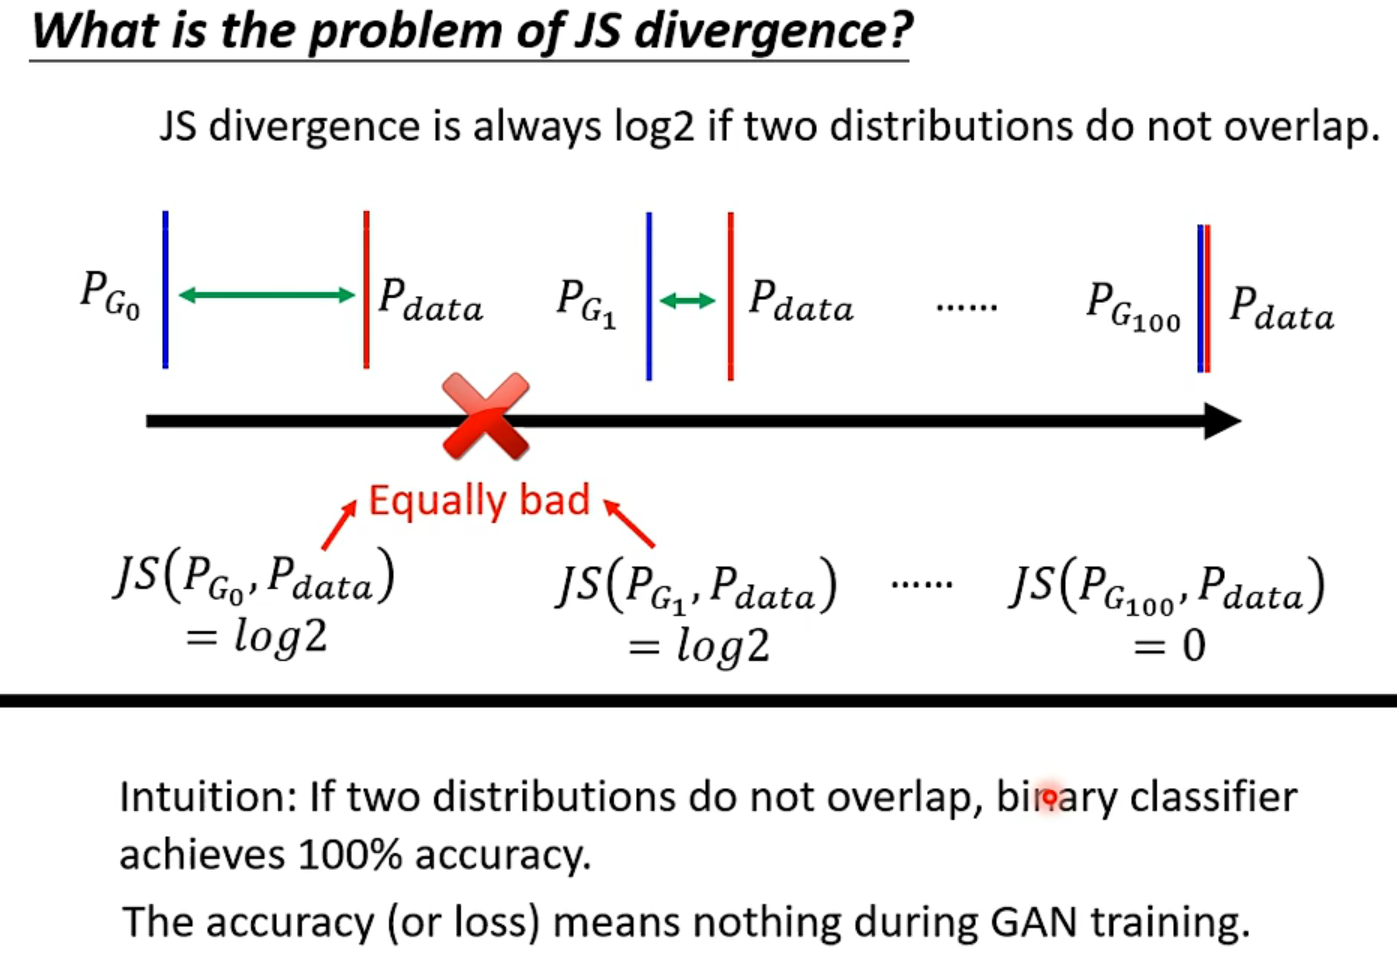 What is the problem of JS divergence?
JS divergence is always log2 if two distributions do not overlap.
P_{G_0} P_{data} P_{G_1} P_{data} ...... P_{G_{100}} P_{data}
Equally bad
JS(P_{G_0}, P_{data}) JS(P_{G_1}, P_{data}) ...... JS(P_{G_{100}}, P_{data})
= log2 = log2 = 0
Intuition: If two distributions do not overlap, binary classifier
achieves 100% accuracy.
The accuracy (or loss) means nothing during GAN training.